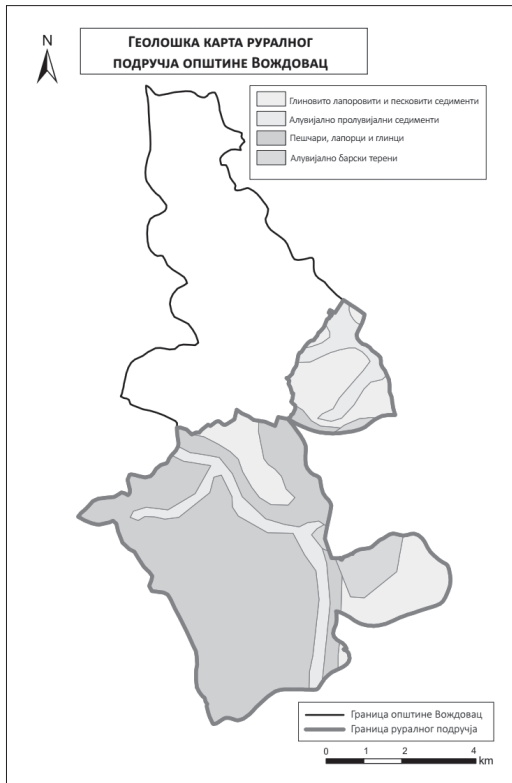 N
ГЕОЛОШКА КАРТА РУРАЛНОГ
ПОДРУЧЈА ОПШТИНЕ ВОЖДОВАЦ
Глиновито лапоровити и песковити седименти
Алувијално пролувијални седименти
Пешчари, лапорци и глинци
Алувијално барски терени
Граница општине Вождовац
Граница руралног подручја
0 1 2 4
km